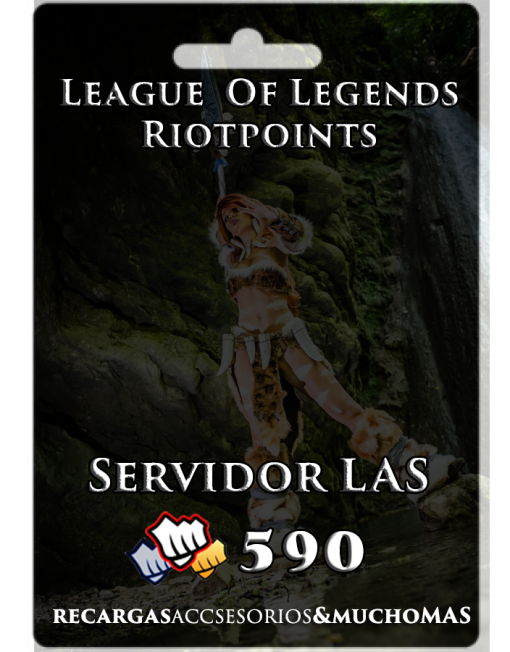 League Of Legends
Riotpoints
Servidor LAS
590
RECARGASACCSESORIOS&MUCHOMAS